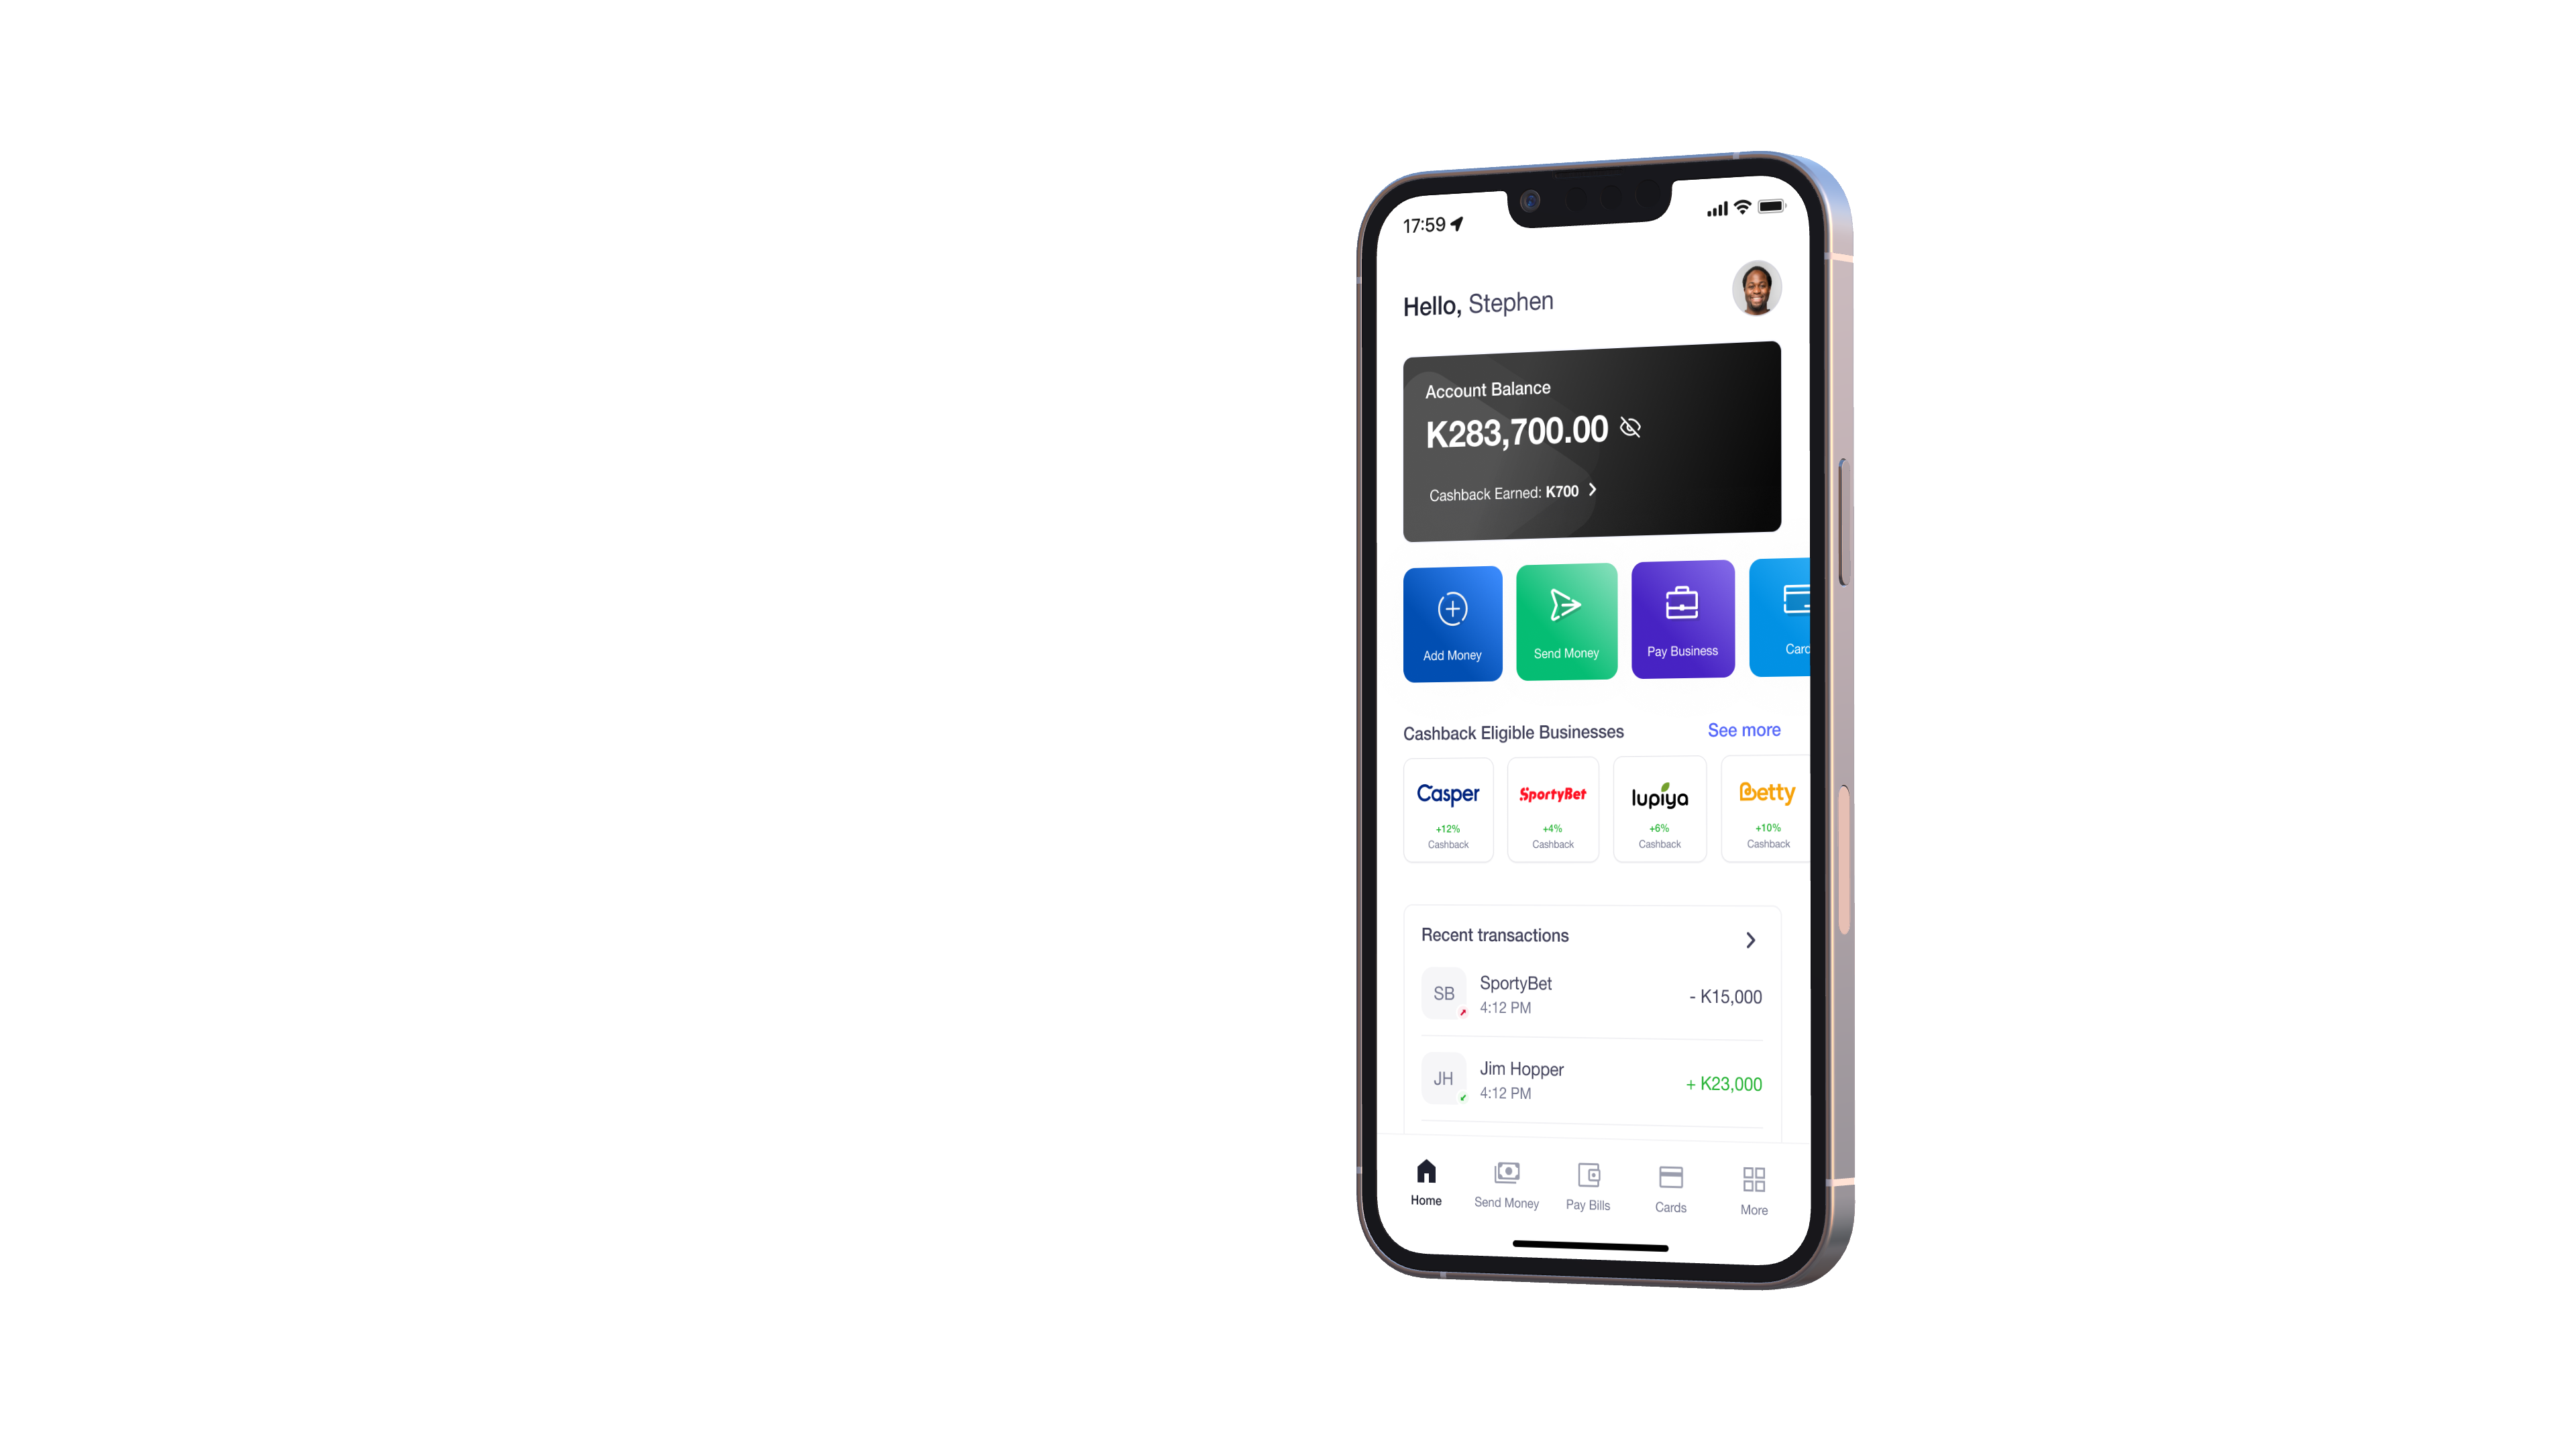 17:59
Hello, Stephen
Account Balance
K283,700.00
Cashback Earned: K700
Add Money
Send Money
Pay Business
Card
Cashback Eligible Businesses
See more
Casper
+12%
Cashback
SportyBet
+4%
Cashback
lupiya
+6%
Cashback
Betty
+10%
Cashback
Recent transactions
SB
SportyBet
4:12 PM
- K15,000
JH
Jim Hopper
4:12 PM
+ K23,000
Home
Send Money
Pay Bills
Cards
More